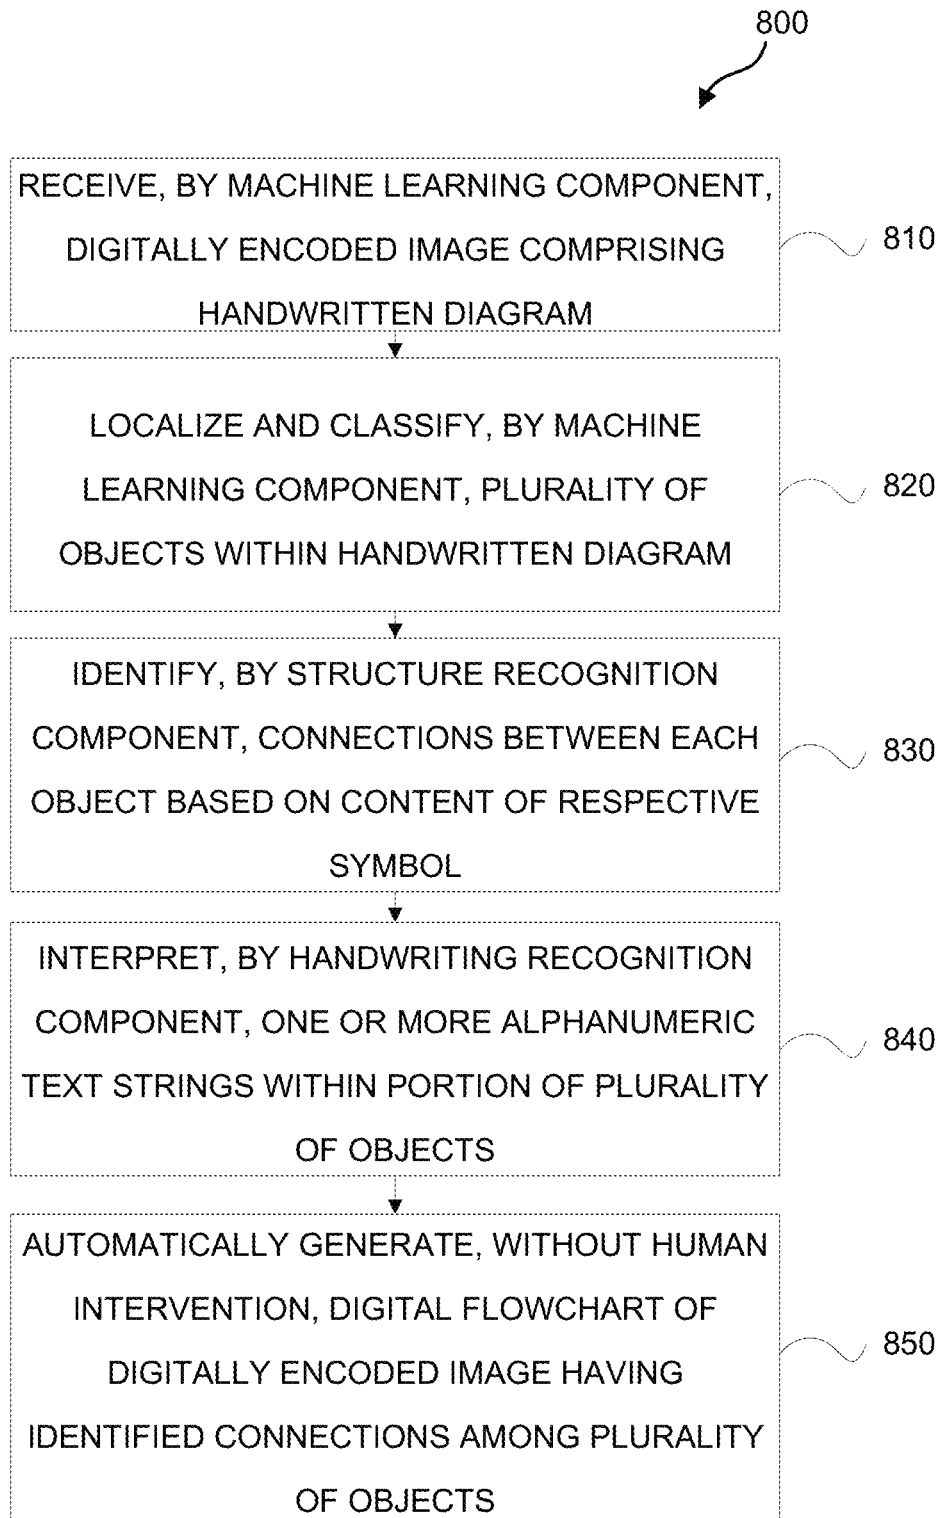 800
RECEIVE, BY MACHINE LEARNING COMPONENT,
DIGITALLY ENCODED IMAGE COMPRISING
HANDWRITTEN DIAGRAM
810
LOCALIZE AND CLASSIFY, BY MACHINE
LEARNING COMPONENT, PLURALITY OF
OBJECTS WITHIN HANDWRITTEN DIAGRAM
820
IDENTIFY, BY STRUCTURE RECOGNITION
COMPONENT, CONNECTIONS BETWEEN EACH
OBJECT BASED ON CONTENT OF RESPECTIVE
SYMBOL
830
INTERPRET, BY HANDWRITING RECOGNITION
COMPONENT, ONE OR MORE ALPHANUMERIC
TEXT STRINGS WITHIN PORTION OF PLURALITY
OF OBJECTS
840
AUTOMATICALLY GENERATE, WITHOUT HUMAN
INTERVENTION, DIGITAL FLOWCHART OF
DIGITALLY ENCODED IMAGE HAVING
IDENTIFIED CONNECTIONS AMONG PLURALITY
OF OBJECTS
850